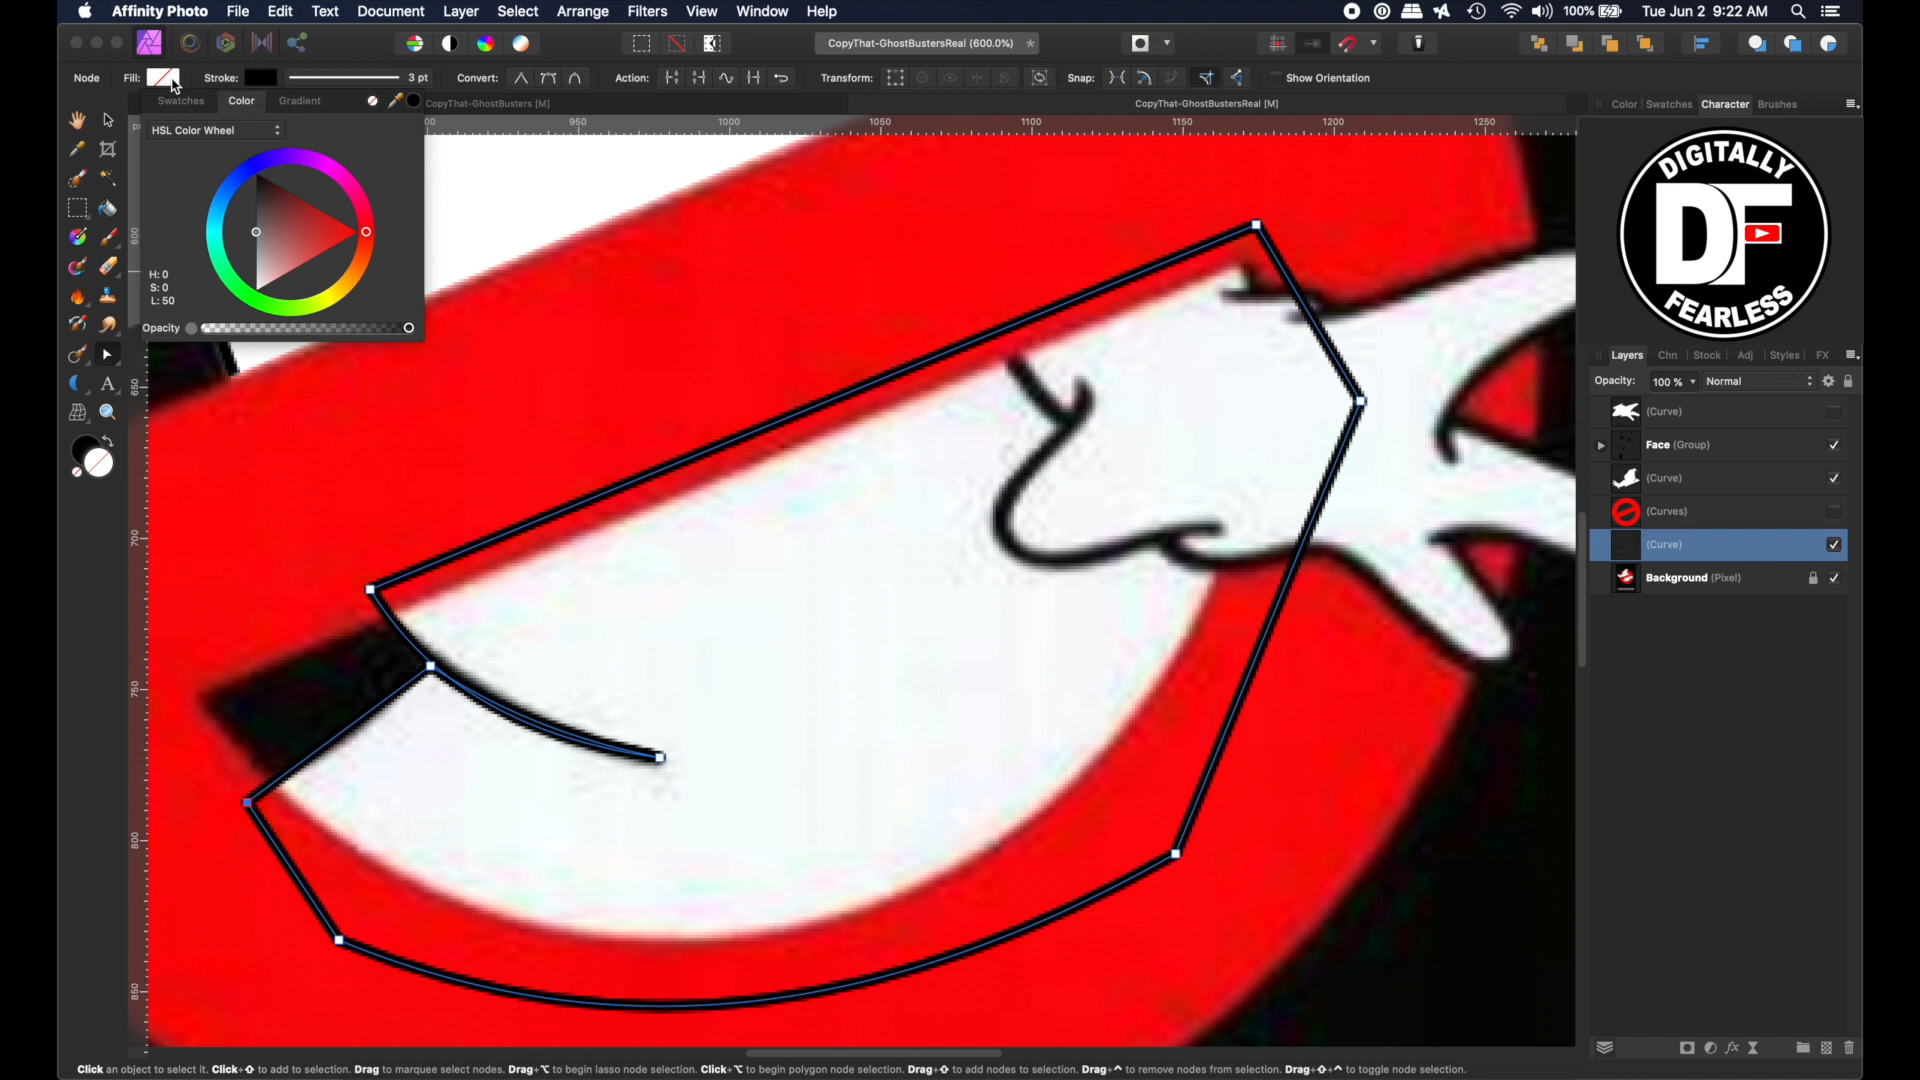 Affinity Photo File Edit Text Document Layer Select Arrange Filters View Window Help 100% Tue Jun 2 9:22 AM
CopyThat-GhostBustersReal (600.0%)
Node Fill: Stroke: 3 pt Convert: Action: Transform: Snap: Show Orientation
Swatches Color Gradient
CopyThat-GhostBusters [M] CopyThat-GhostBustersReal [M]
Color Swatches Character Brushes
HSL Color Wheel
950 1000 1050 1100 1150 1200 1250
H: 0
S: 0
L: 50
Opacity
600
650
700
750
800
850
DIGITALLY
DF
FEARLESS
Layers Chn Stock Adj Styles FX
Opacity: 100 % Normal
(Curve)
Face (Group)
(Curve)
(Curves)
(Curve)
Background (Pixel)
Click an object to select it. Click+⇧ to add to selection. Drag to marquee select nodes. Drag+⌥ to begin lasso node selection. Click+⌥ to begin polygon node selection. Drag+⇧ to add nodes to selection. Drag+⌃ to remove nodes from selection. Drag+⇧+⌃ to toggle node selection.